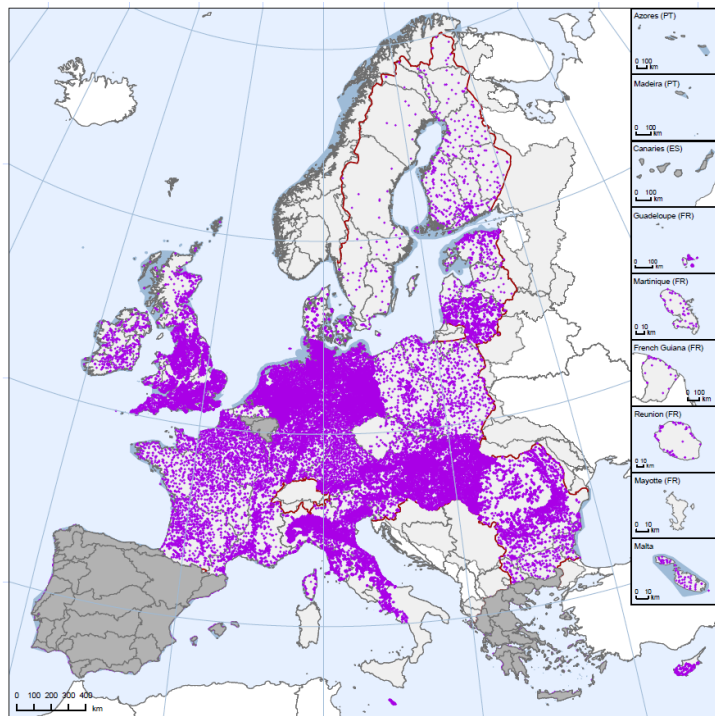 Azores (PT)
0 100
km
Madeira (PT)
0 100
km
Canaries (ES)
0 100
km
Guadeloupe (FR)
0 100
km
Martinique (FR)
0 10
km
French Guiana (FR)
0 100
km
Reunion (FR)
0 10
km
Mayotte (FR)
0 10
km
Malta
0 10
km
0 100 200 300 400
km